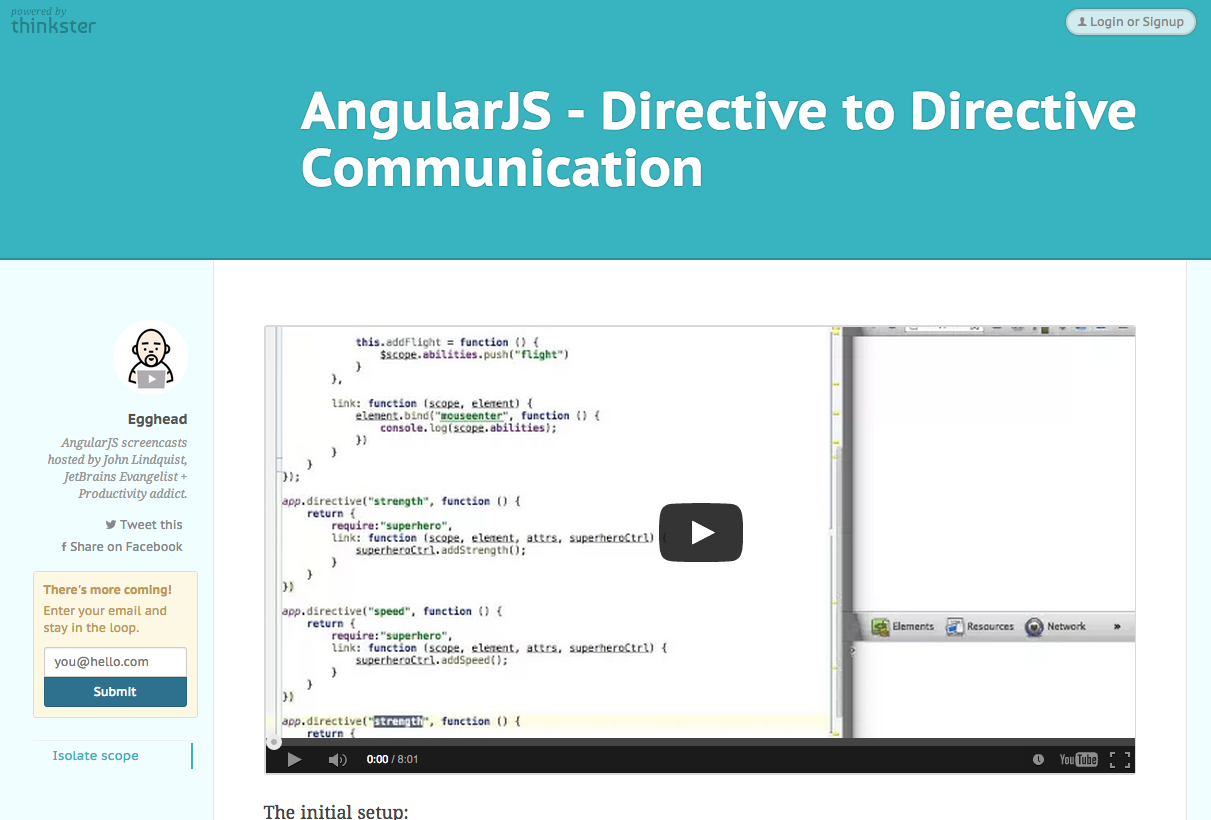 powered by
thinkster
Login or Signup
AngularJS - Directive to Directive
Communication
Egghead
AngularJS screencasts
hosted by John Lindquist,
JetBrains Evangelist +
Productivity addict.
Tweet this
f Share on Facebook
There's more coming!
Enter your email and
stay in the loop.
you@hello.com
Submit
Isolate scope
this.addFlight = function () {
$scope.abilities.push("flight")
}
},
link: function (scope, element) {
element.bind("mouseenter", function () {
console.log(scope.abilities);
})
}
}
});
app.directive("strength", function () {
return {
require:"superhero",
link: function (scope, element, attrs, superheroCtrl) {
superheroCtrl.addStrength();
}
}
})
app.directive("speed", function () {
return {
require:"superhero",
link: function (scope, element, attrs, superheroCtrl) {
superheroCtrl.addSpeed();
}
}
})
app.directive("strength", function () {
return {
Elements Resources Network »
0:00 / 8:01
YouTube
The initial setup: